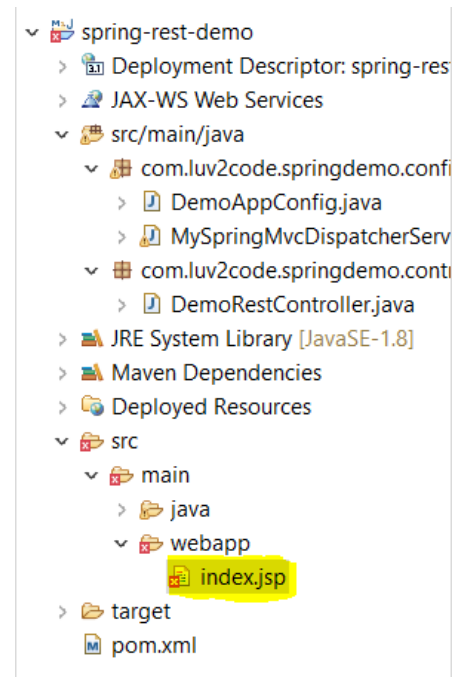 spring-rest-demo
Deployment Descriptor: spring-res
JAX-WS Web Services
src/main/java
com.luv2code.springdemo.confi
DemoAppConfig.java
MySpringMvcDispatcherServ
com.luv2code.springdemo.contr
DemoRestController.java
JRE System Library [JavaSE-1.8]
Maven Dependencies
Deployed Resources
src
main
java
webapp
index.jsp
target
pom.xml